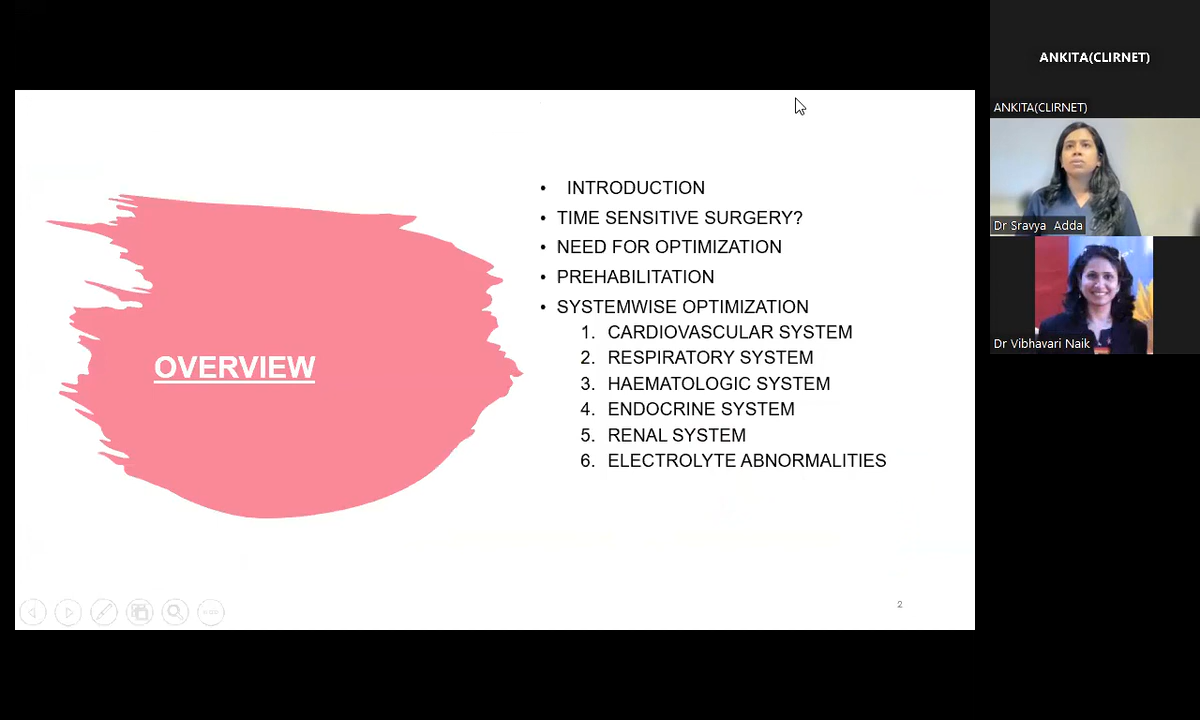 ANKITA(CLIRNET)
ANKITA(CLIRNET)
Dr Sravya Adda
Dr Vibhavari Naik
OVERVIEW
• INTRODUCTION
• TIME SENSITIVE SURGERY?
• NEED FOR OPTIMIZATION
• PREHABILITATION
• SYSTEMWISE OPTIMIZATION
1. CARDIOVASCULAR SYSTEM
2. RESPIRATORY SYSTEM
3. HAEMATOLOGIC SYSTEM
4. ENDOCRINE SYSTEM
5. RENAL SYSTEM
6. ELECTROLYTE ABNORMALITIES
2